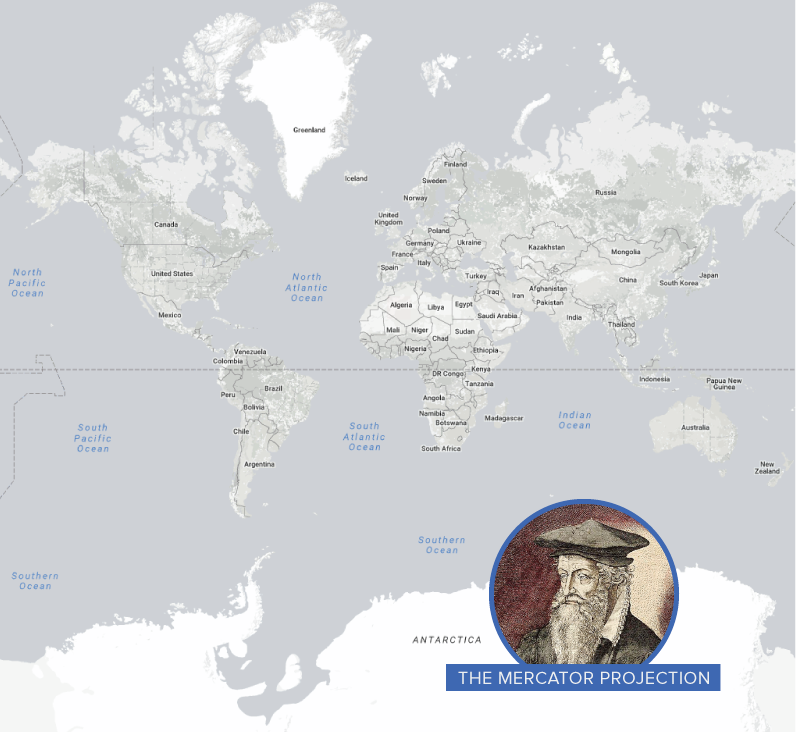 Greenland
Iceland
Finland
Sweden
Norway
Russia
United
Kingdom
Canada
Poland
Germany
Ukraine
Kazakhstan
Mongolia
France
Italy
Spain
Turkey
North
Pacific
Ocean
United States
North
Atlantic
Ocean
China
Japan
South Korea
Iraq
Iran
Afghanistan
Pakistan
Algeria
Libya
Egypt
Saudi Arabia
India
Mexico
Thailand
Mali
Niger
Chad
Sudan
Nigeria
Ethiopia
Venezuela
Colombia
Kenya
DR Congo
Tanzania
Indonesia
Papua New
Guinea
Peru
Brazil
Bolivia
Angola
Namibia
Botswana
Madagascar
Indian
Ocean
South
Pacific
Ocean
Chile
South
Atlantic
Ocean
Australia
South Africa
Argentina
New
Zealand
Southern
Ocean
Southern
Ocean
ANTARCTICA
THE MERCATOR PROJECTION